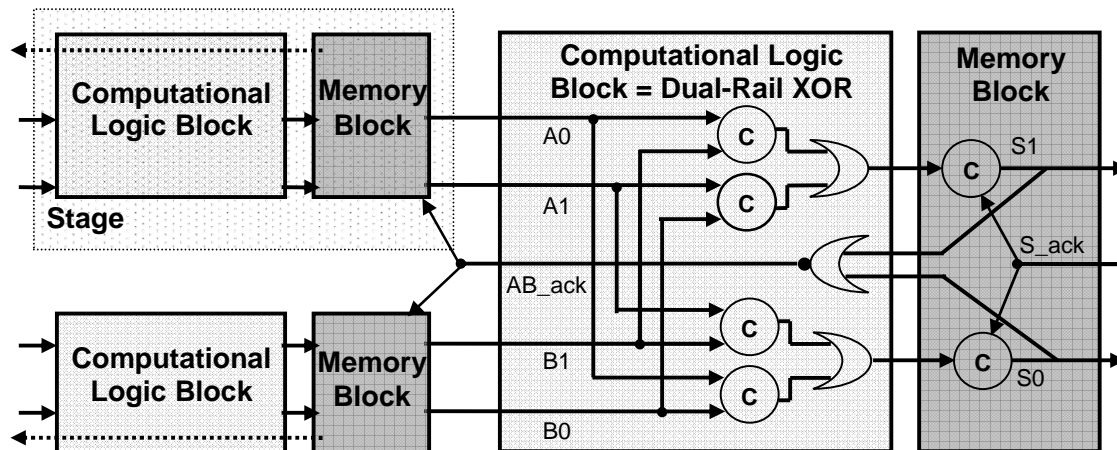 Computational
Logic Block
Memory
Block
Stage
Computational Logic
Block = Dual-Rail XOR
Memory
Block
A0
A1
C
C
C
S1
AB_ack
S_ack
Computational
Logic Block
Memory
Block
B1
B0
C
C
C
S0